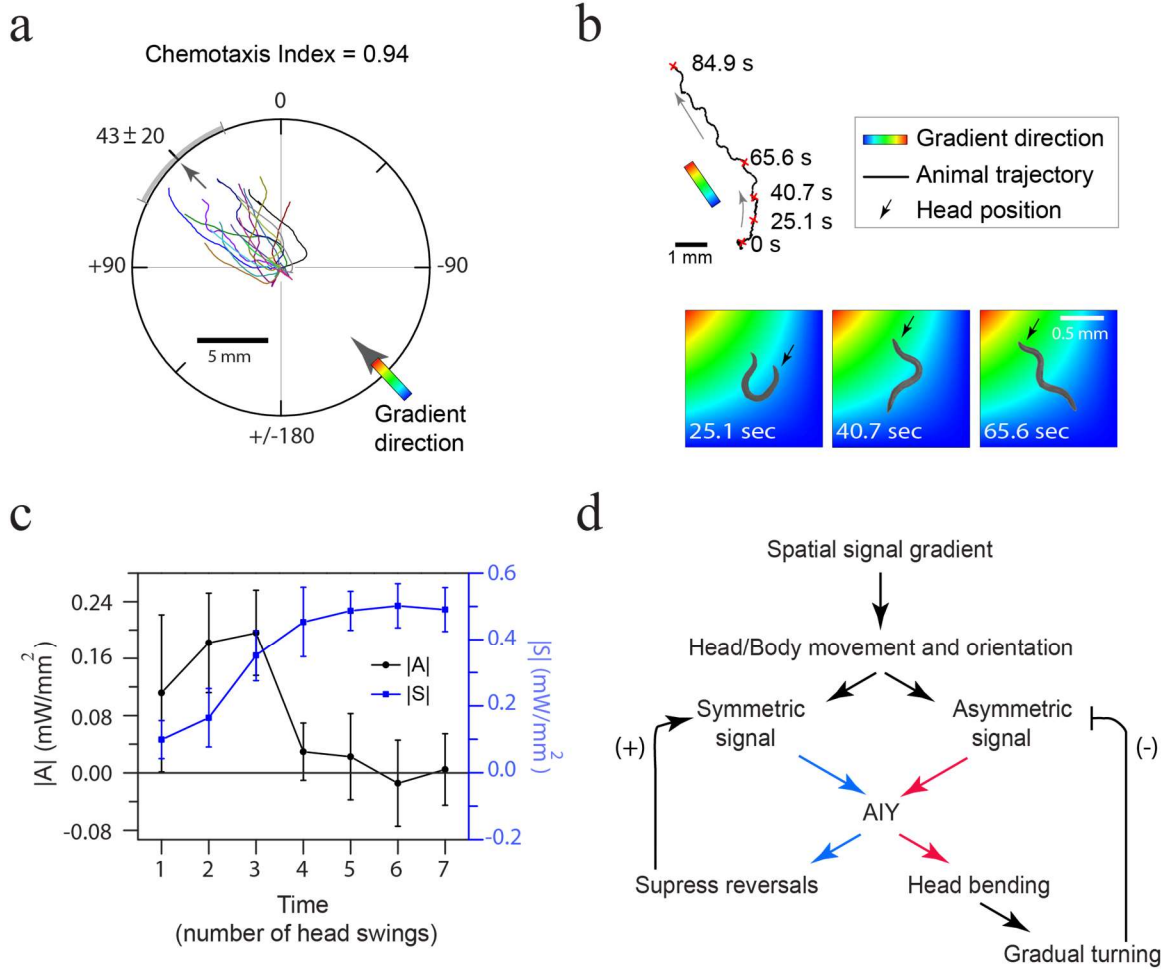 a
Chemotaxis Index = 0.94
0
43 ± 20
+90
-90
5 mm
+/-180
Gradient
direction
b
84.9 s
65.6 s
40.7 s
25.1 s
0 s
1 mm
Gradient direction
Animal trajectory
Head position
25.1 sec
40.7 sec
0.5 mm
65.6 sec
c
|A| (mW/mm²)
0.24
0.16
0.08
0.00
-0.08
|A|
|S|
0.6
0.4
0.2
0.0
-0.2
|S| (mW/mm²)
1 2 3 4 5 6 7
Time
(number of head swings)
d
Spatial signal gradient
Head/Body movement and orientation
Symmetric
signal
Asymmetric
signal
(+)
(-)
AIY
Supress reversals
Head bending
Gradual turning